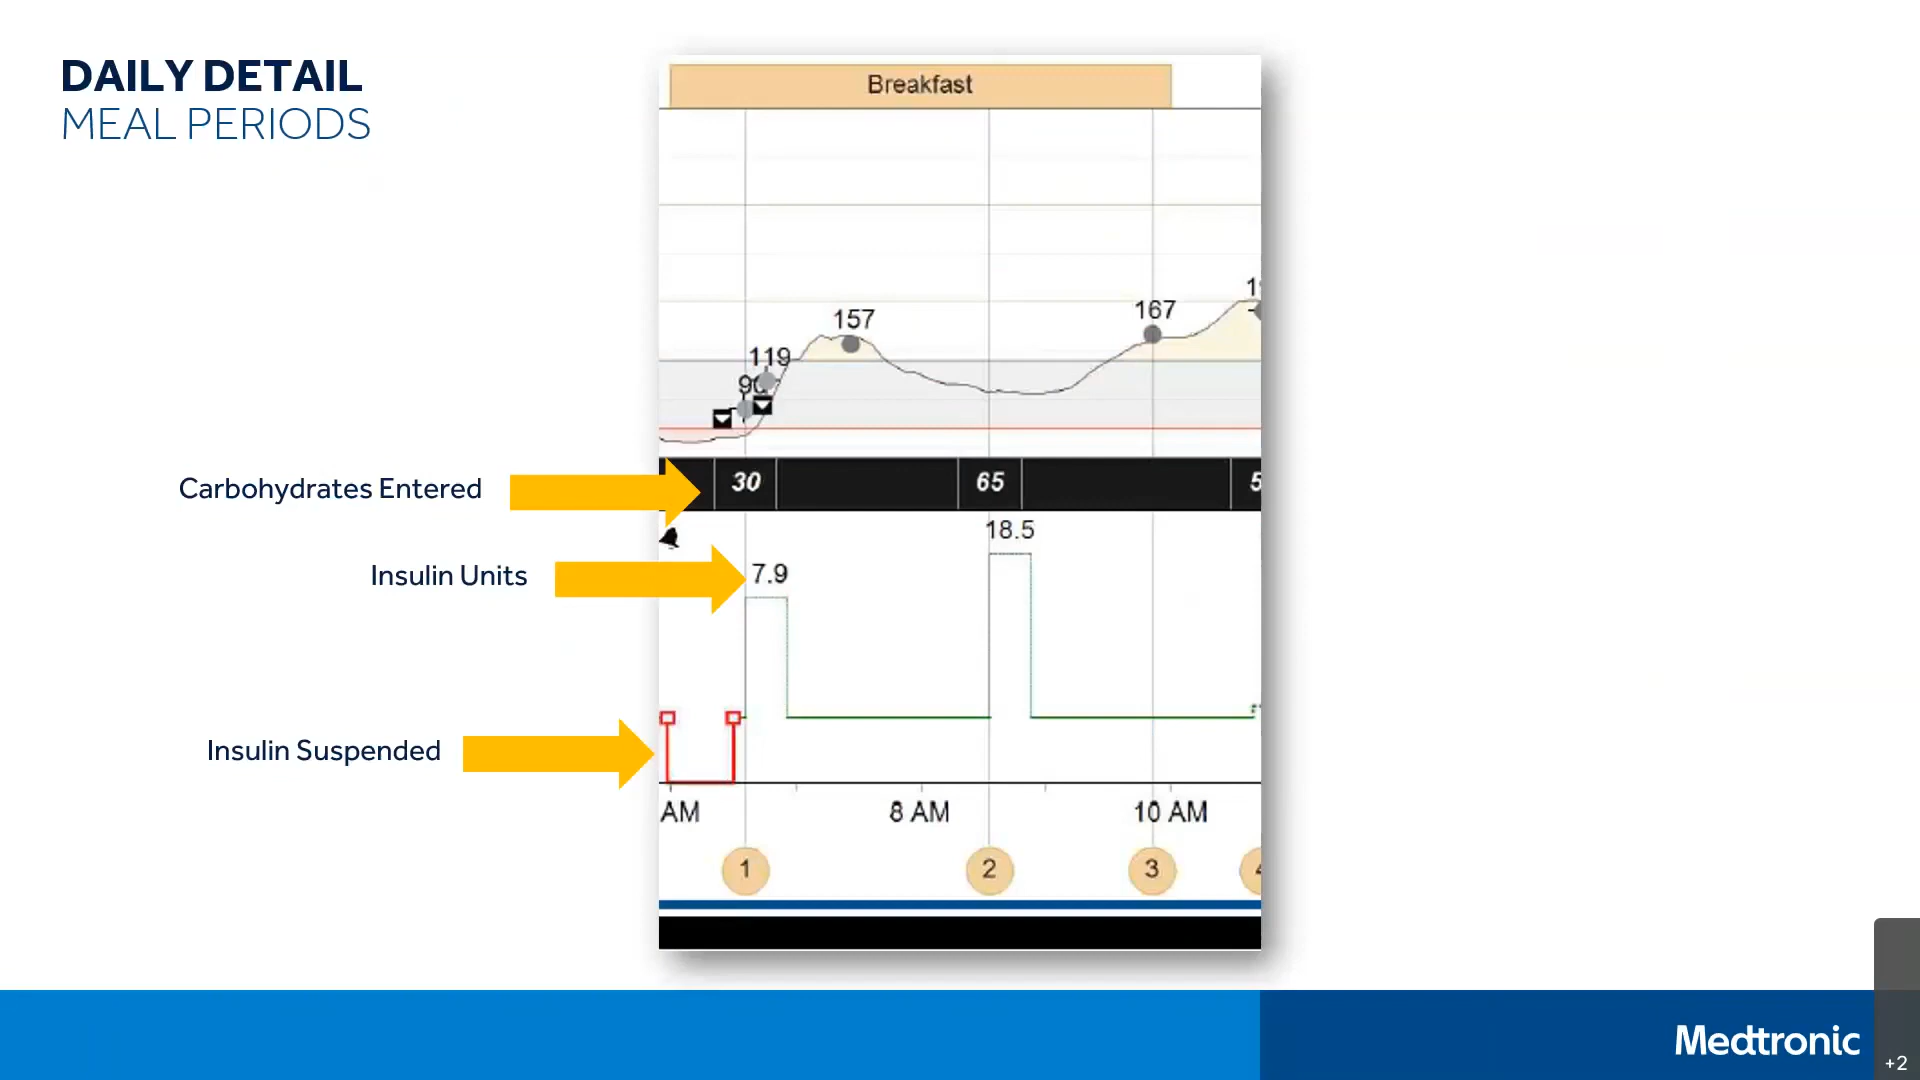 DAILY DETAIL
MEAL PERIODS
Breakfast
157
167
119
Carbohydrates Entered
30
65
18.5
Insulin Units
7.9
Insulin Suspended
AM
8 AM
10 AM
1
2
3
Medtronic
+2